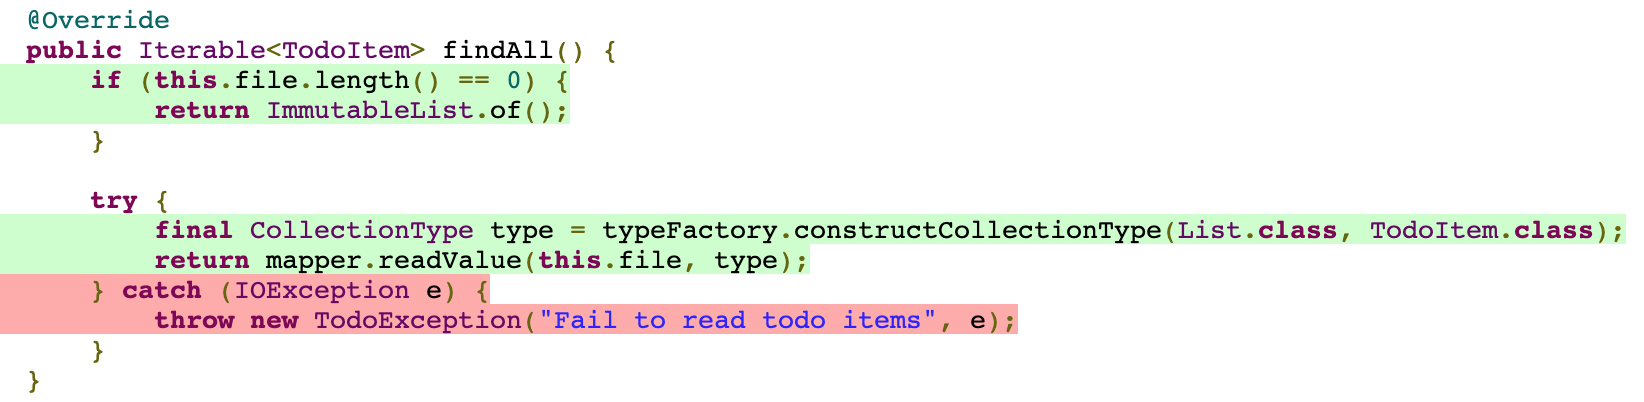 @Override
public Iterable<TodoItem> findAll() {
    if (this.file.length() == 0) {
        return ImmutableList.of();
    }

    try {
        final CollectionType type = typeFactory.constructCollectionType(List.class, TodoItem.class);
        return mapper.readValue(this.file, type);
    } catch (IOException e) {
        throw new TodoException("Fail to read todo items", e);
    }
}